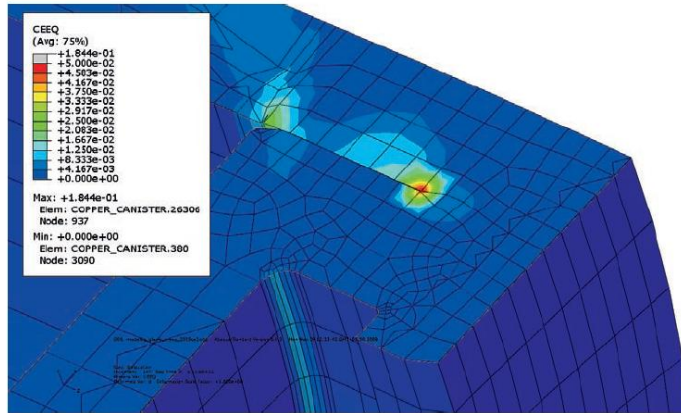 CEEQ
(Avg: 75%)
+1.844e-01
+5.000e-02
+4.583e-02
+4.167e-02
+3.750e-02
+3.333e-02
+2.917e-02
+2.500e-02
+2.083e-02
+1.667e-02
+1.250e-02
+8.333e-03
+4.167e-03
+0.000e+00
Max: +1.844e-01
Elem: COPPER_CANISTER.26306
Node: 937
Min: +0.000e+00
Elem: COPPER_CANISTER.380
Node: 3090